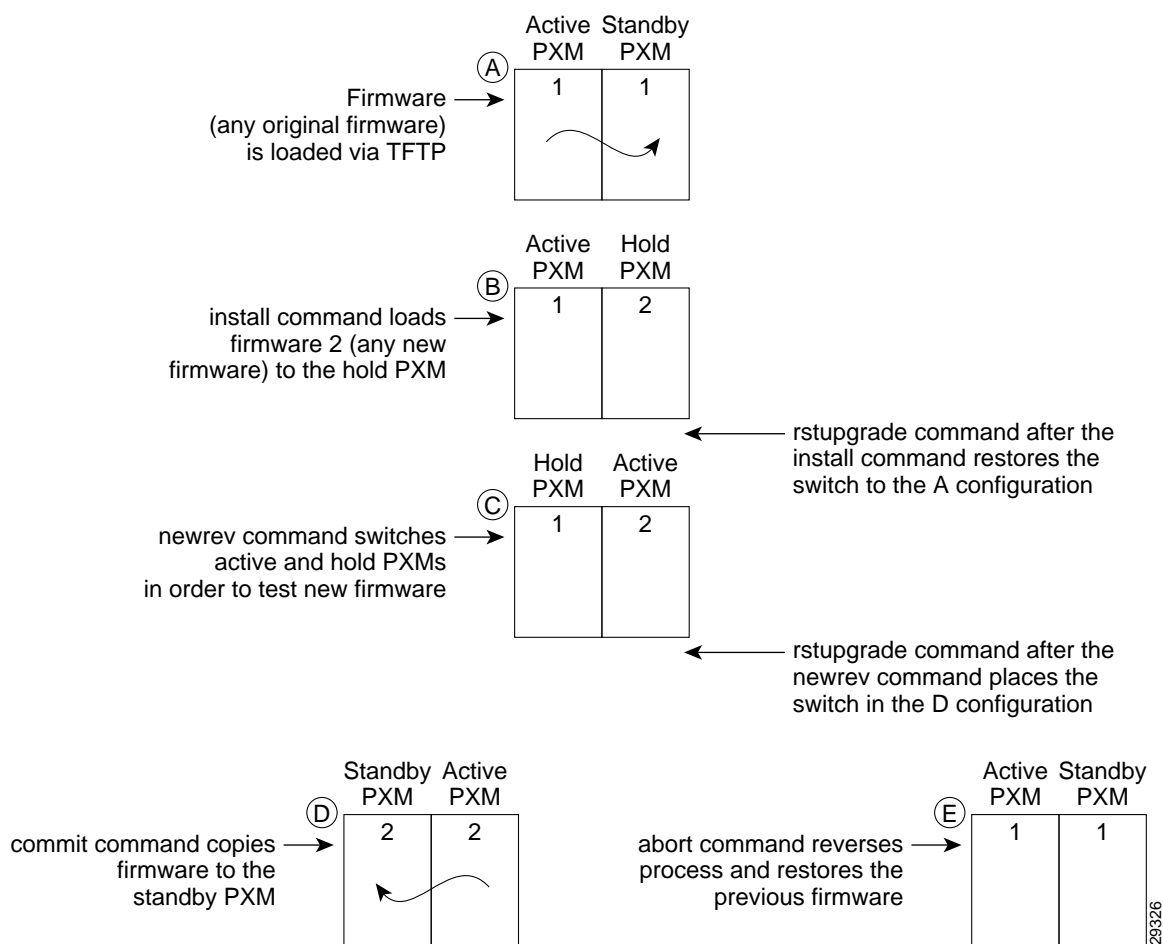 Active Standby
PXM PXM
A
1 1
Firmware
(any original firmware)
is loaded via TFTP
Active Hold
PXM PXM
B
1 2
install command loads
firmware 2 (any new
firmware) to the hold PXM
rstupgrade command after the
install command restores the
switch to the A configuration
Hold Active
PXM PXM
C
1 2
newrev command switches
active and hold PXMs
in order to test new firmware
rstupgrade command after the
newrev command places the
switch in the D configuration
Standby Active
PXM PXM
D
2 2
commit command copies
firmware to the
standby PXM
Active Standby
PXM PXM
E
1 1
abort command reverses
process and restores the
previous firmware
29326